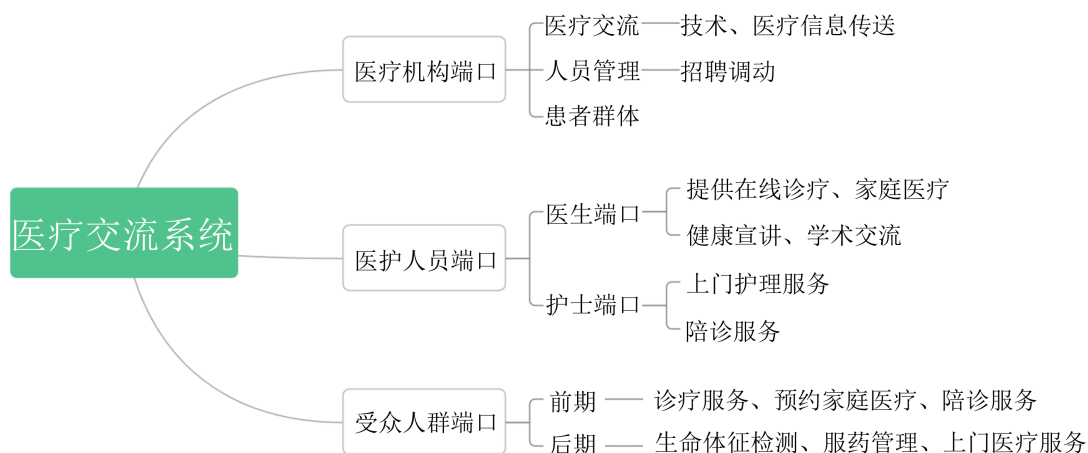 医疗交流系统
医疗机构端口
医疗交流
技术、医疗信息传送
人员管理
招聘调动
患者群体
医护人员端口
医生端口
提供在线诊疗、家庭医疗
健康宣讲、学术交流
护士端口
上门护理服务
陪诊服务
受众人群端口
前期
诊疗服务、预约家庭医疗、陪诊服务
后期
生命体征检测、服药管理、上门医疗服务